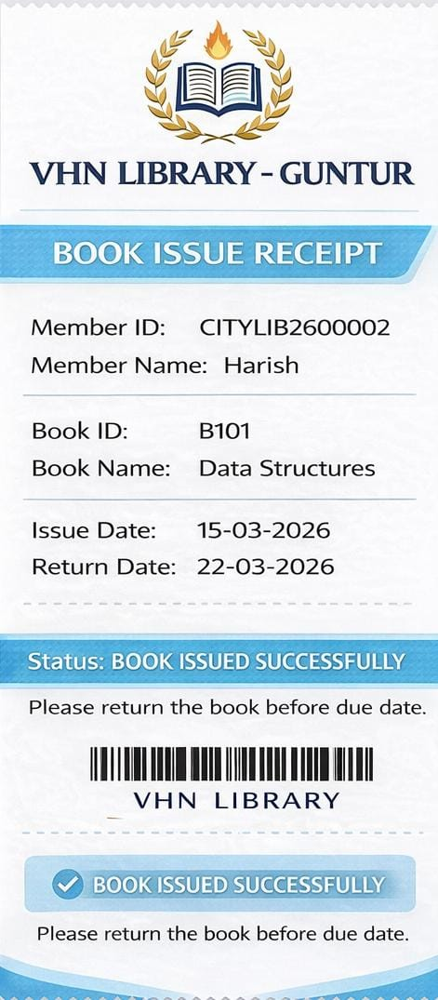 VHN LIBRARY - GUNTUR
BOOK ISSUE RECEIPT
Member ID: CITYLIB2600002
Member Name: Harish
Book ID: B101
Book Name: Data Structures
Issue Date: 15-03-2026
Return Date: 22-03-2026
Status: BOOK ISSUED SUCCESSFULLY
Please return the book before due date.
VHN LIBRARY
BOOK ISSUED SUCCESSFULLY
Please return the book before due date.